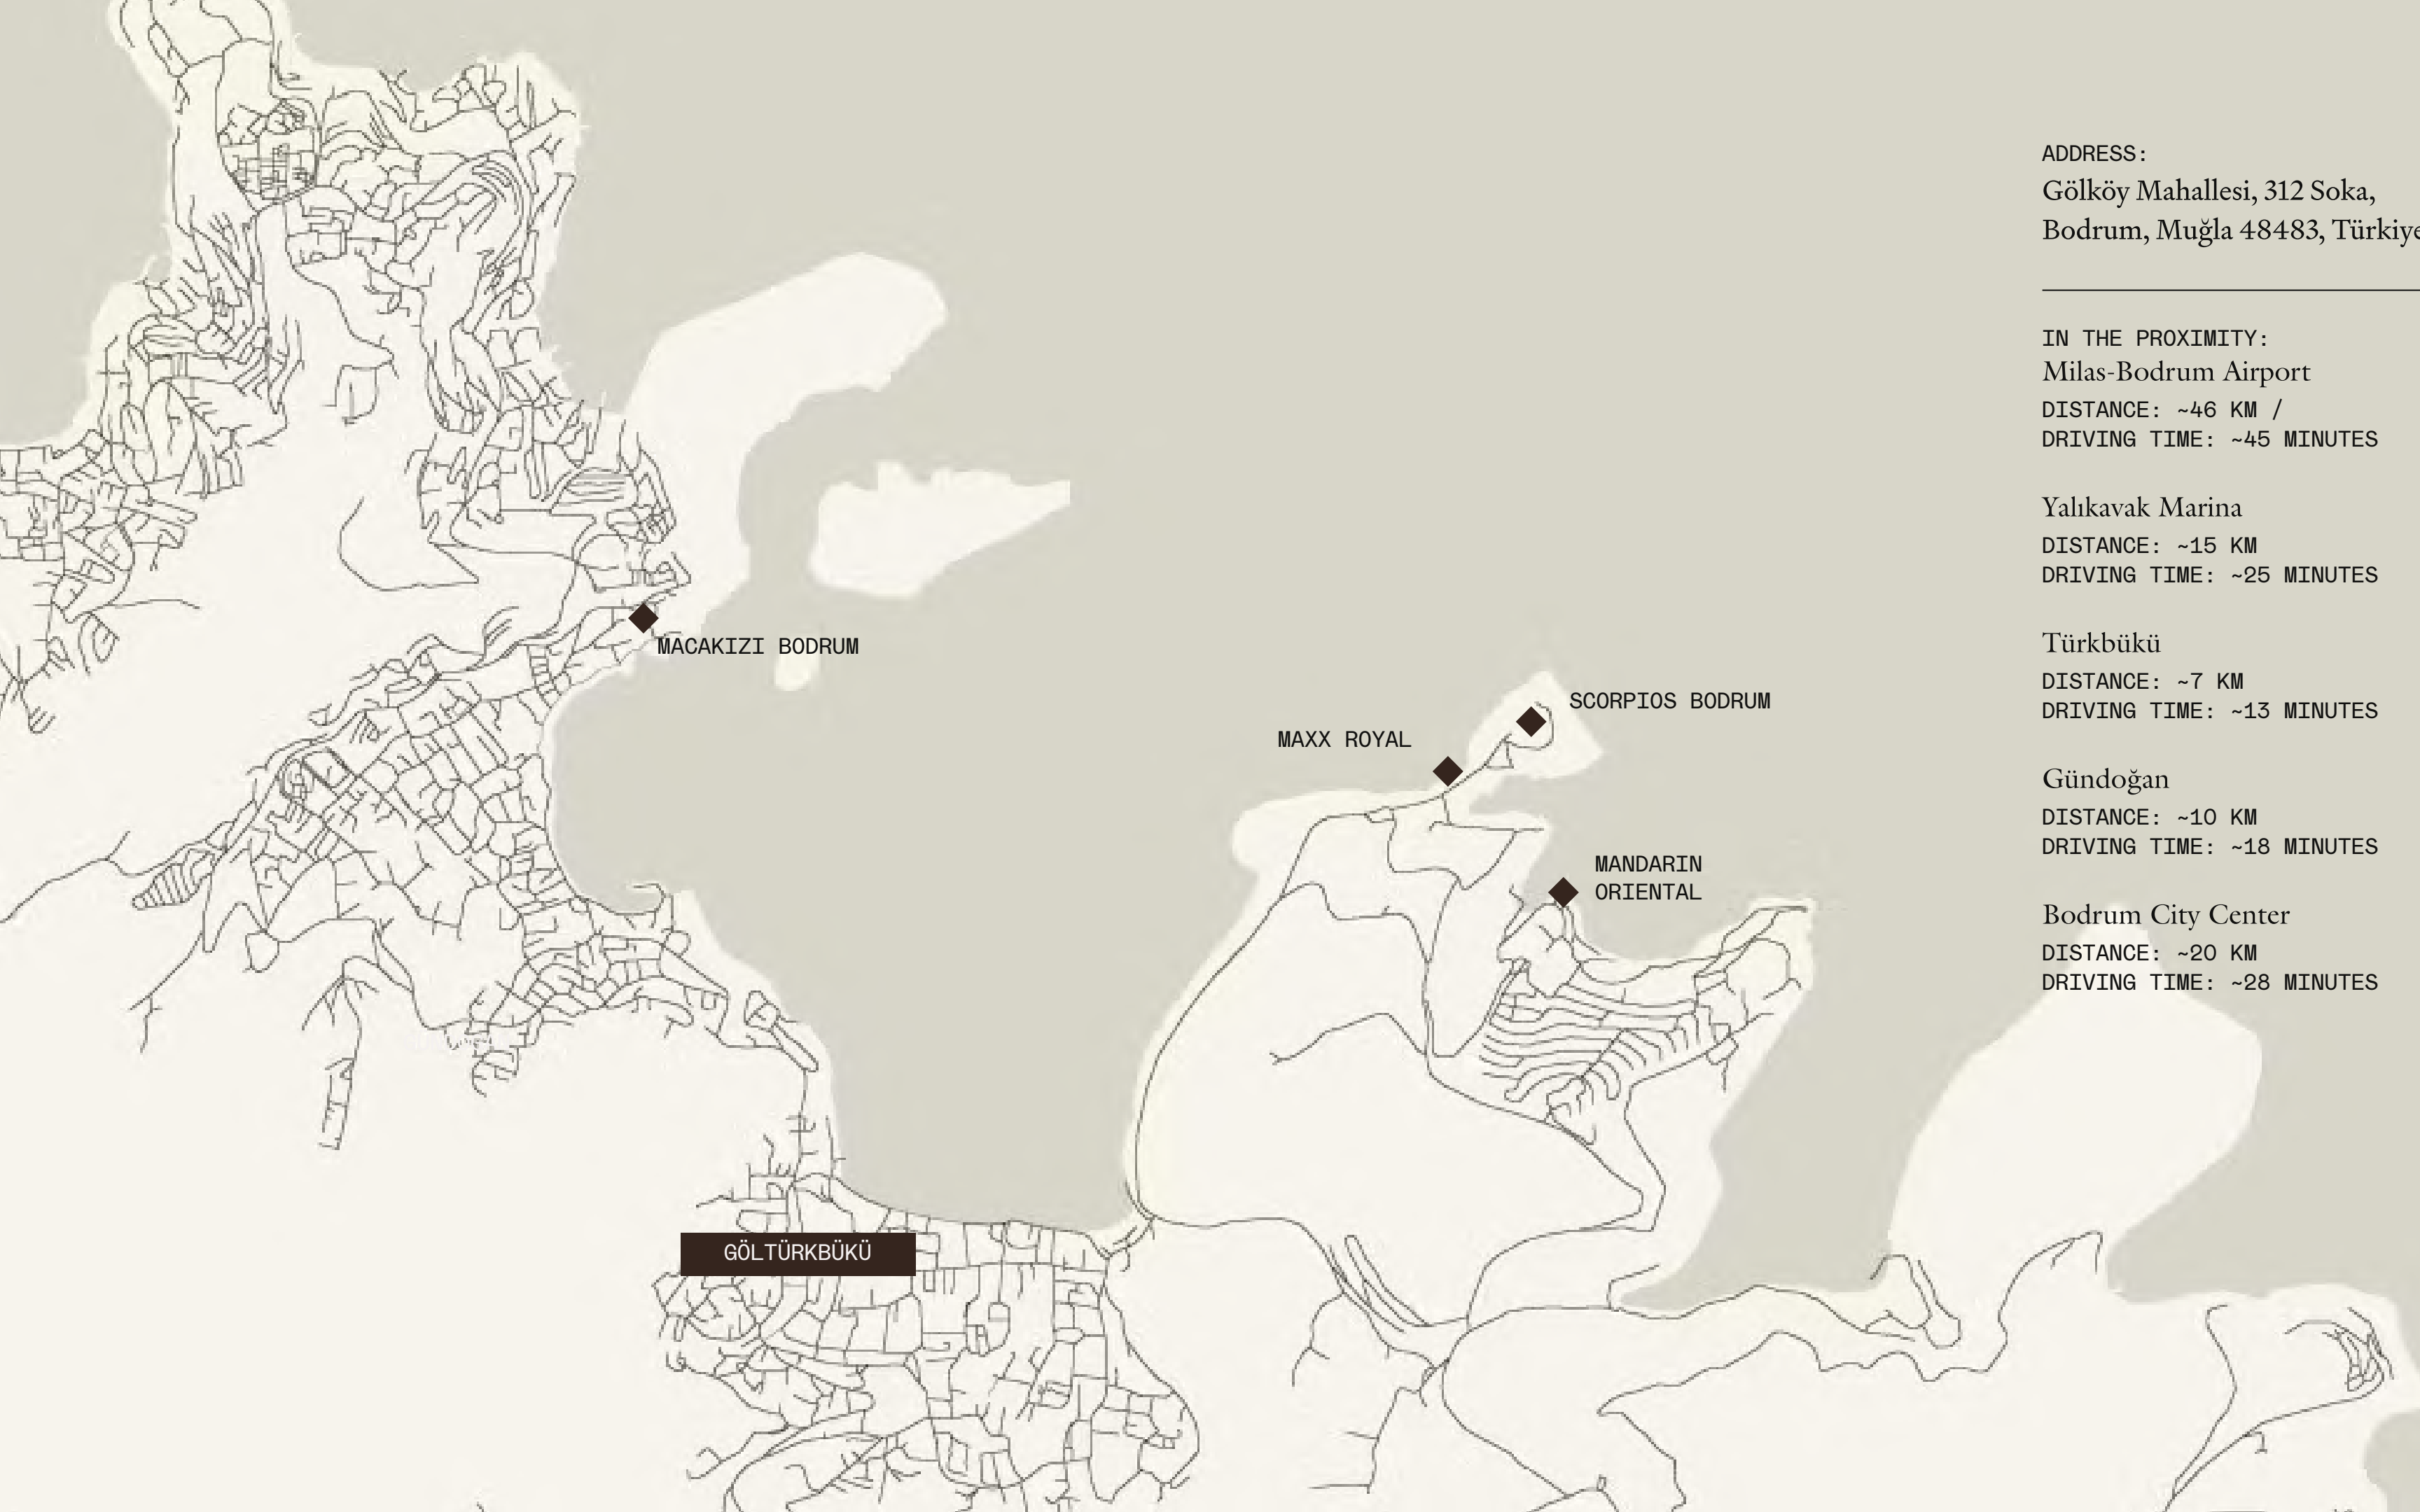 ADDRESS:
Gölköy Mahallesi, 312 Soka,
Bodrum, Muğla 48483, Türkiye
IN THE PROXIMITY:
Milas-Bodrum Airport
DISTANCE: ~46 KM /
DRIVING TIME: ~45 MINUTES
Yalıkavak Marina
DISTANCE: ~15 KM
DRIVING TIME: ~25 MINUTES
Türkbükü
DISTANCE: ~7 KM
DRIVING TIME: ~13 MINUTES
Gündoğan
DISTANCE: ~10 KM
DRIVING TIME: ~18 MINUTES
Bodrum City Center
DISTANCE: ~20 KM
DRIVING TIME: ~28 MINUTES
MACAKIZI BODRUM
SCORPIOS BODRUM
MAXX ROYAL
MANDARIN
ORIENTAL
GÖLTÜRKBÜKÜ